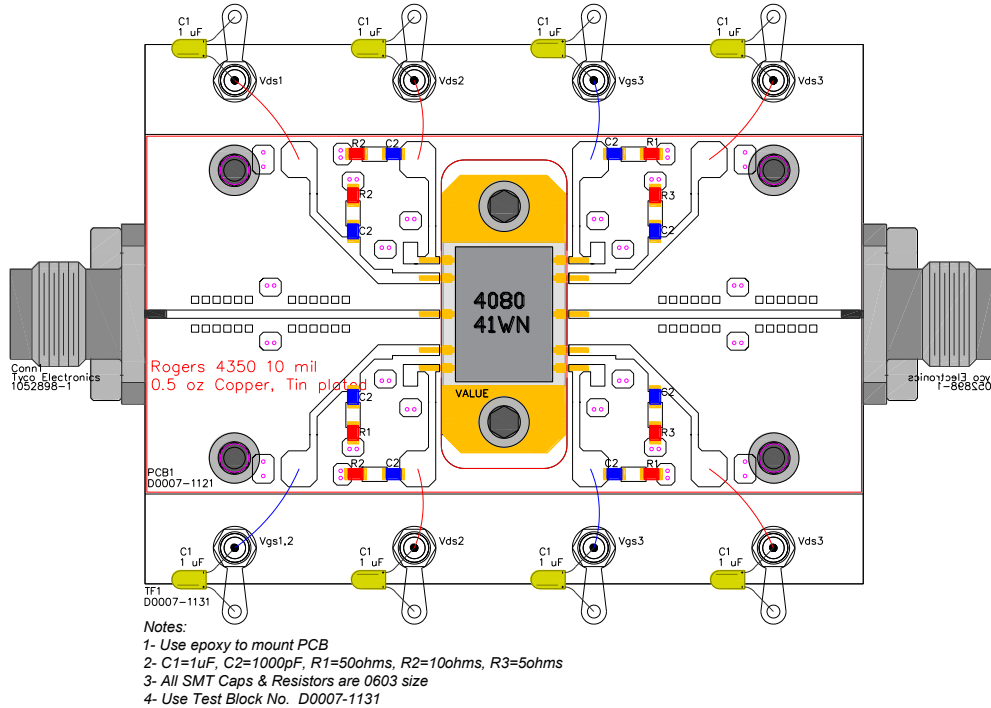 C1
1 uF
C1
1 uF
C1
1 uF
C1
1 uF
Vds1
Vds2
Vgs3
Vds3
R2
C2
C2
R1
R2
R3
C2
C2
4080
41WN
Rogers 4350 10 mil
0.5 oz Copper, Tin plated
Conn1
Tyco Electronics
1052898-1
Tyco Electronics
1052898-1
VALUE
C2
C2
R1
R3
R2
C2
C2
R1
PCB1
D0007-1121
Vgs1,2
Vds2
Vgs3
Vds3
C1
1 uF
C1
1 uF
C1
1 uF
C1
1 uF
TF1
D0007-1131
Notes:
1- Use epoxy to mount PCB
2- C1=1uF, C2=1000pF, R1=50ohms, R2=10ohms, R3=5ohms
3- All SMT Caps & Resistors are 0603 size
4- Use Test Block No.  D0007-1131